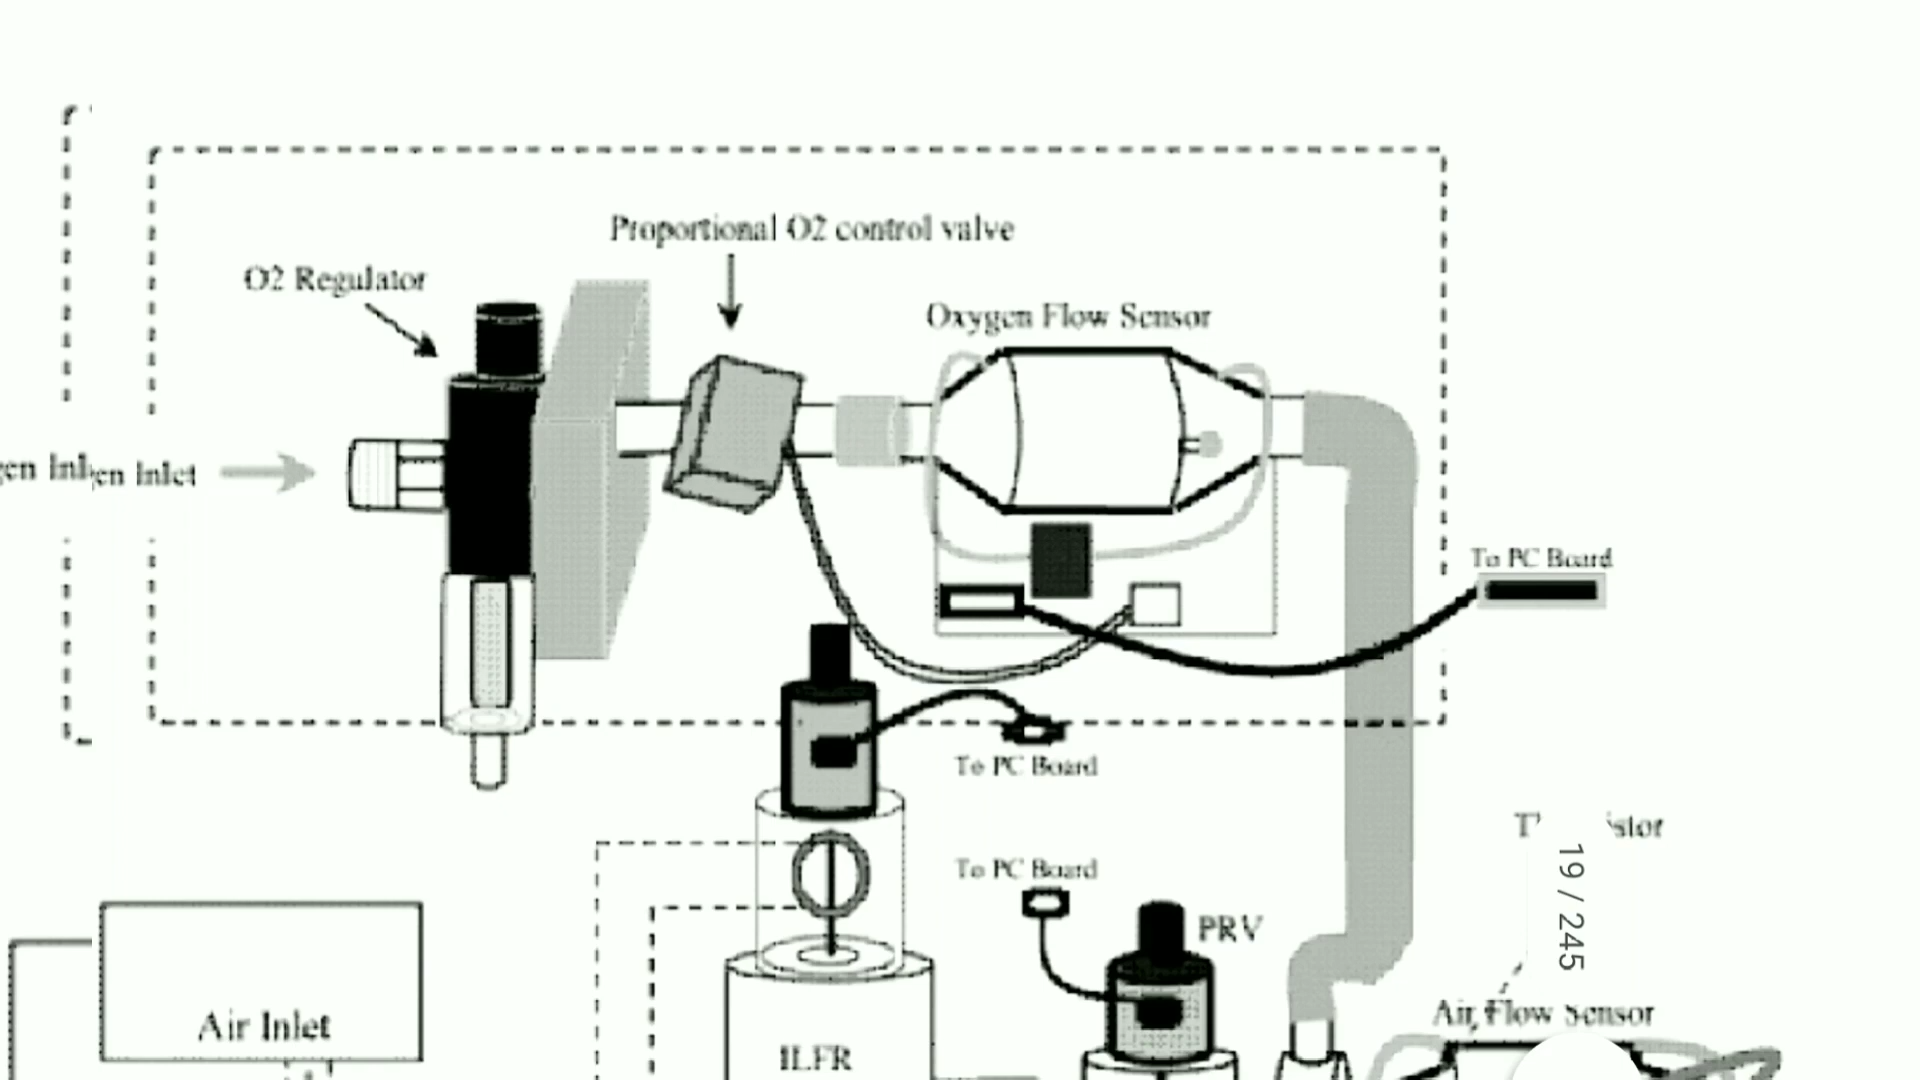 Proportional O2 control valve
O2 Regulator
Oxygen Flow Sensor
Inlet
To PC Board
To PC Board
To PC Board
19 / 245
PRV
Air Flow Sensor
Air Inlet
ILFR